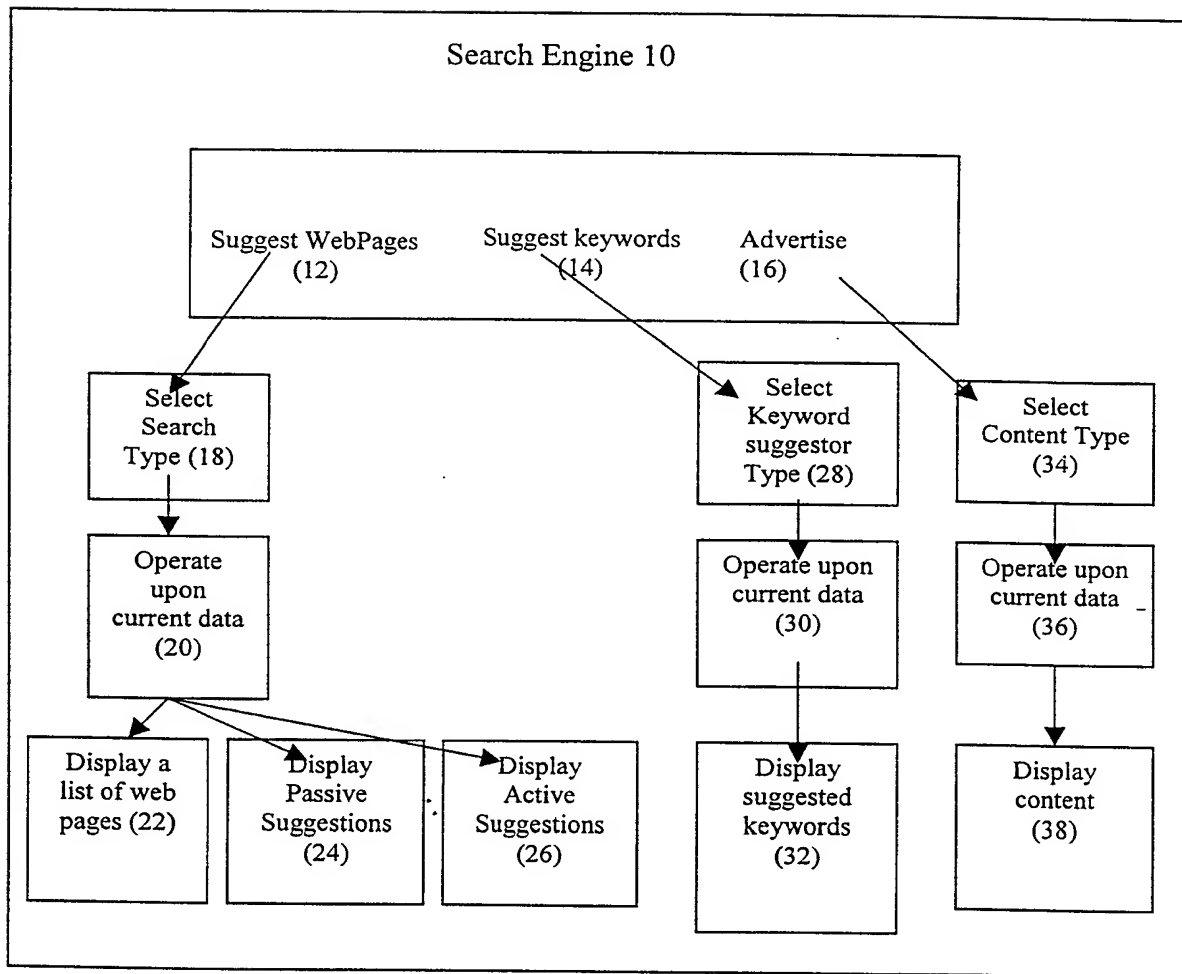 Search Engine 10
Suggest WebPages
(12)
Suggest keywords
(14)
Advertise
(16)
Select
Search
Type (18)
Select
Keyword
suggestor
Type (28)
Select
Content Type
(34)
Operate
upon
current data
(20)
Operate upon
current data
(30)
Operate upon
current data
(36)
Display a
list of web
pages (22)
Display
Passive
Suggestions
(24)
Display
Active
Suggestions
(26)
Display
suggested
keywords
(32)
Display
content
(38)